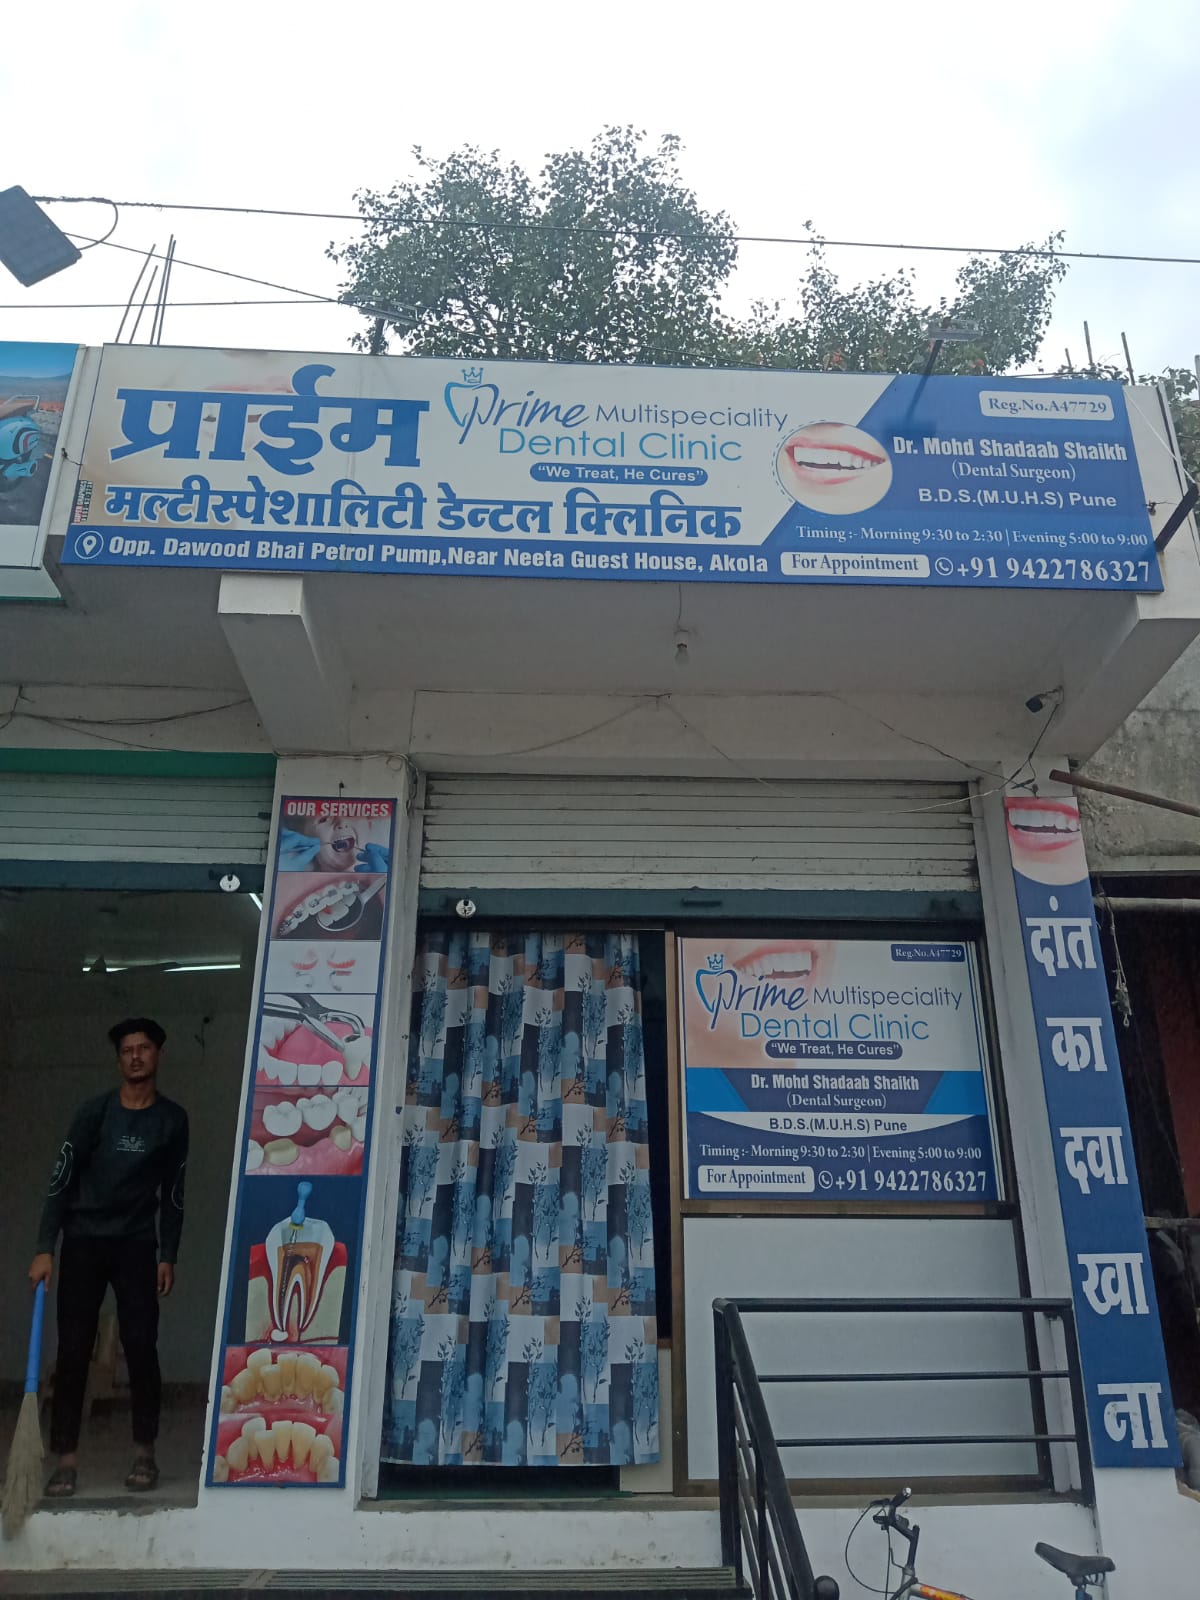 प्राईम
Prime Multispeciality
Dental Clinic
"We Treat, He Cures"
मल्टीस्पेशालिटी डेन्टल क्लिनिक
Opp. Dawood Bhai Petrol Pump,Near Neeta Guest House, Akola
Reg.No.A47729
Dr. Mohd Shadaab Shaikh
(Dental Surgeon)
B.D.S.(M.U.H.S) Pune
Timing :- Morning 9:30 to 2:30 | Evening 5:00 to 9:00
For Appointment +91 9422786327
OUR SERVICES
Reg.No.A47729
Prime Multispeciality
Dental Clinic
"We Treat, He Cures"
Dr. Mohd Shadaab Shaikh
(Dental Surgeon)
B.D.S.(M.U.H.S) Pune
Timing :- Morning 9:30 to 2:30 | Evening 5:00 to 9:00
For Appointment +91 9422786327
दांत
का
दवा
खा
ना